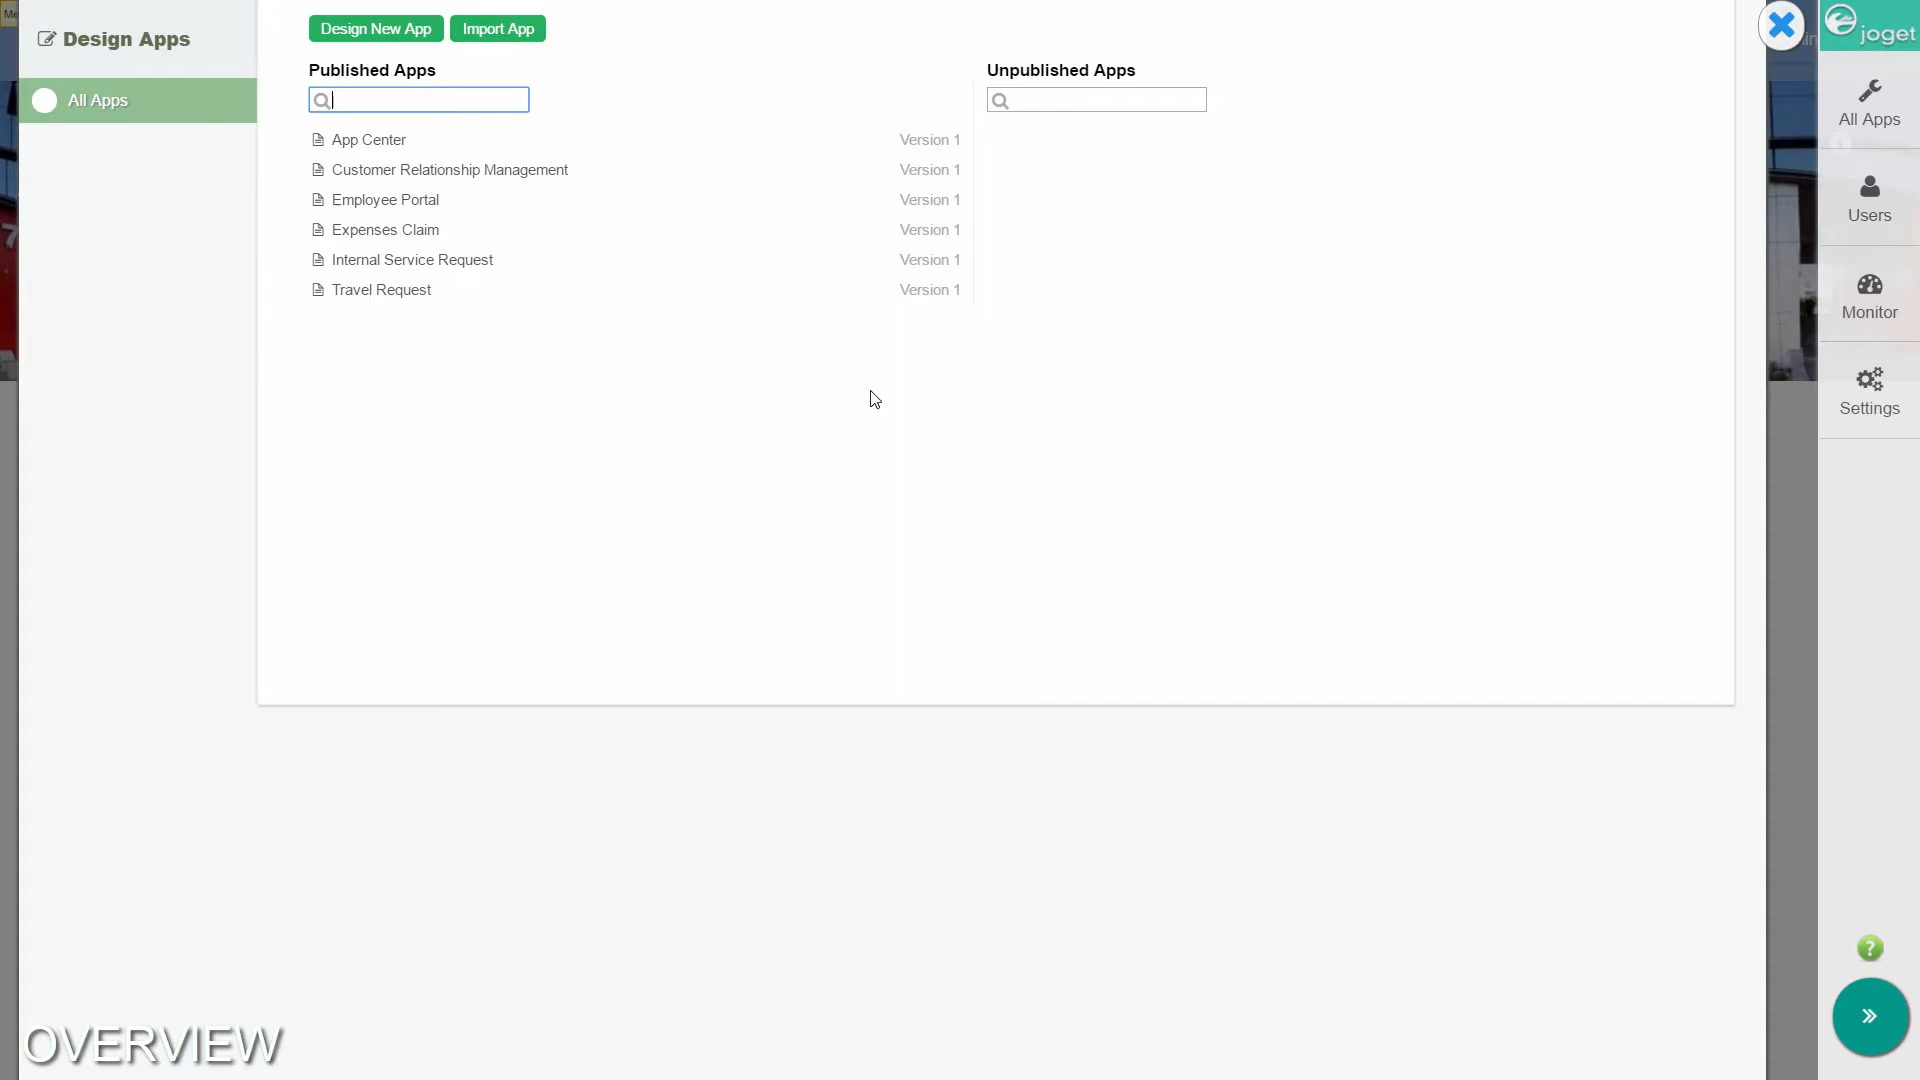 Me
Design Apps
All Apps
Design New App
Import App
Published Apps
App Center Version 1
Customer Relationship Management Version 1
Employee Portal Version 1
Expenses Claim Version 1
Internal Service Request Version 1
Travel Request Version 1
Unpublished Apps
joget
All Apps
Users
Monitor
Settings
?
OVERVIEW